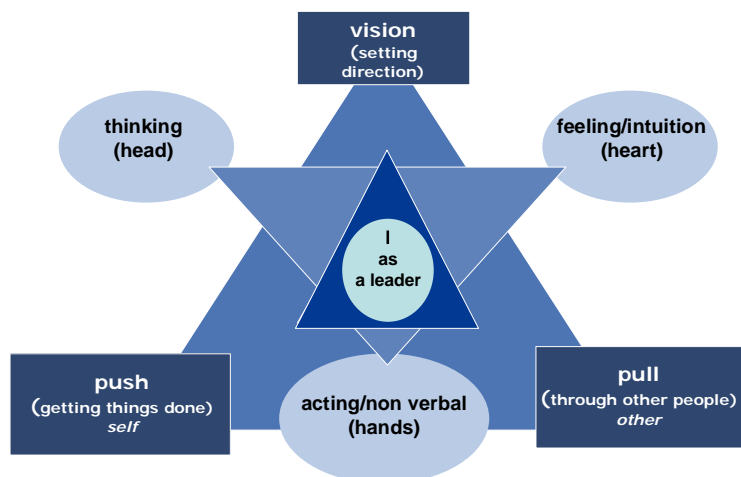 vision
(setting
direction)
thinking
(head)
feeling/intuition
(heart)
I
as
a leader
push
(getting things done)
self
acting/non verbal
(hands)
pull
(through other people)
other